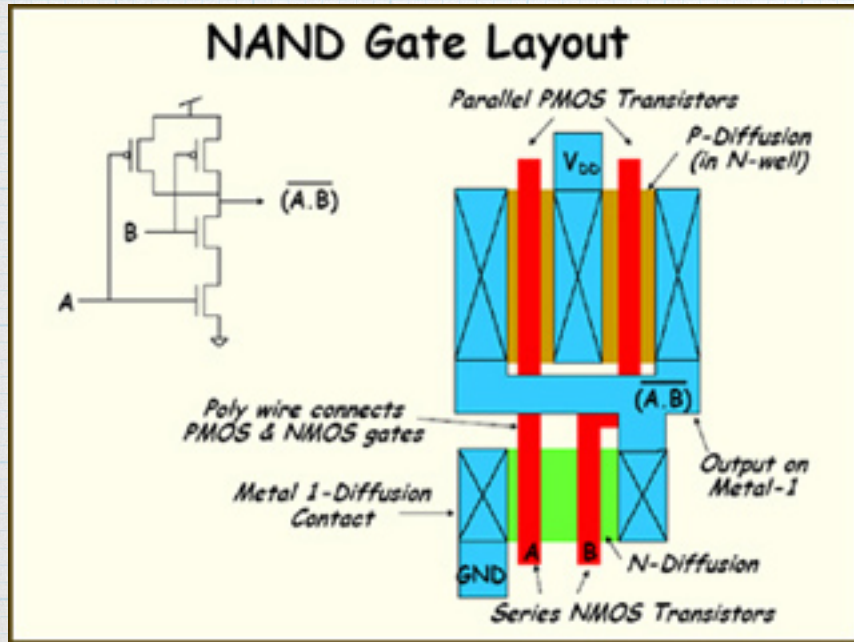 NAND Gate Layout
Parallel PMOS Transistors
P-Diffusion
(in N-well)
V_DD
(A.B)
B
A
(A.B)
Poly wire connects
PMOS & NMOS gates
Output on
Metal-1
Metal 1-Diffusion
Contact
A
B
N-Diffusion
GND
Series NMOS Transistors